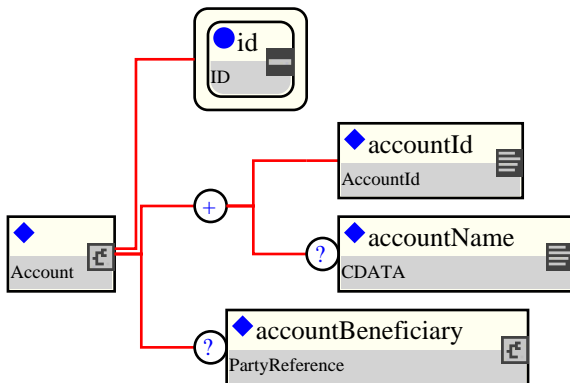 id
ID
accountId
AccountId
+
Account
accountName
?
CDATA
accountBeneficiary
?
PartyReference